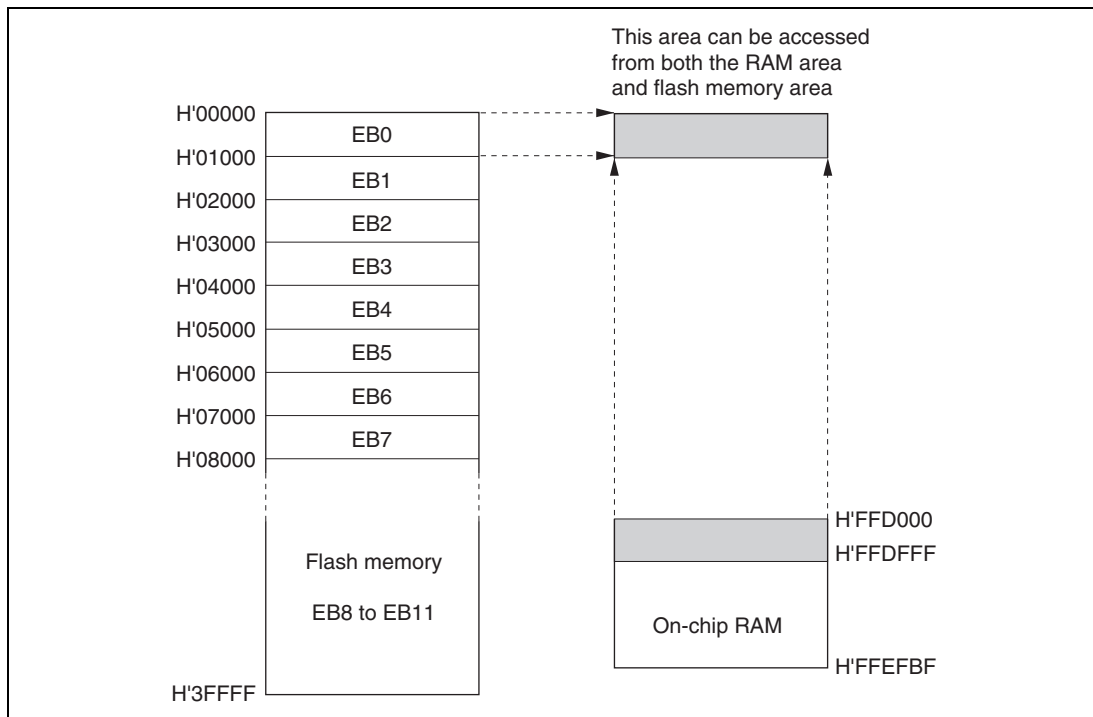 This area can be accessed
from both the RAM area
and flash memory area
H'00000
EB0
H'01000
EB1
H'02000
EB2
H'03000
EB3
H'04000
EB4
H'05000
EB5
H'06000
EB6
H'07000
EB7
H'08000
H'FFD000
H'FFDFFF
Flash memory
EB8 to EB11
On-chip RAM
H'FFEFBF
H'3FFFF